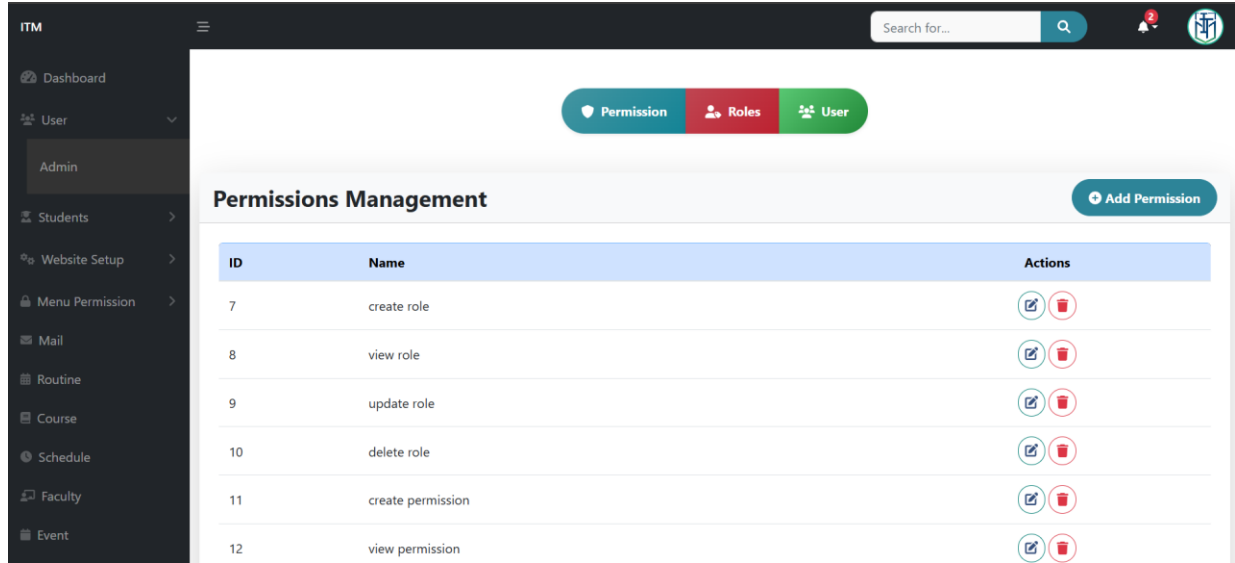 ITM
Search for...
2
Dashboard
User
Admin
Students
Website Setup
Menu Permission
Mail
Routine
Course
Schedule
Faculty
Event
Permission Roles User
Permissions Management
Add Permission
ID Name Actions
7 create role
8 view role
9 update role
10 delete role
11 create permission
12 view permission